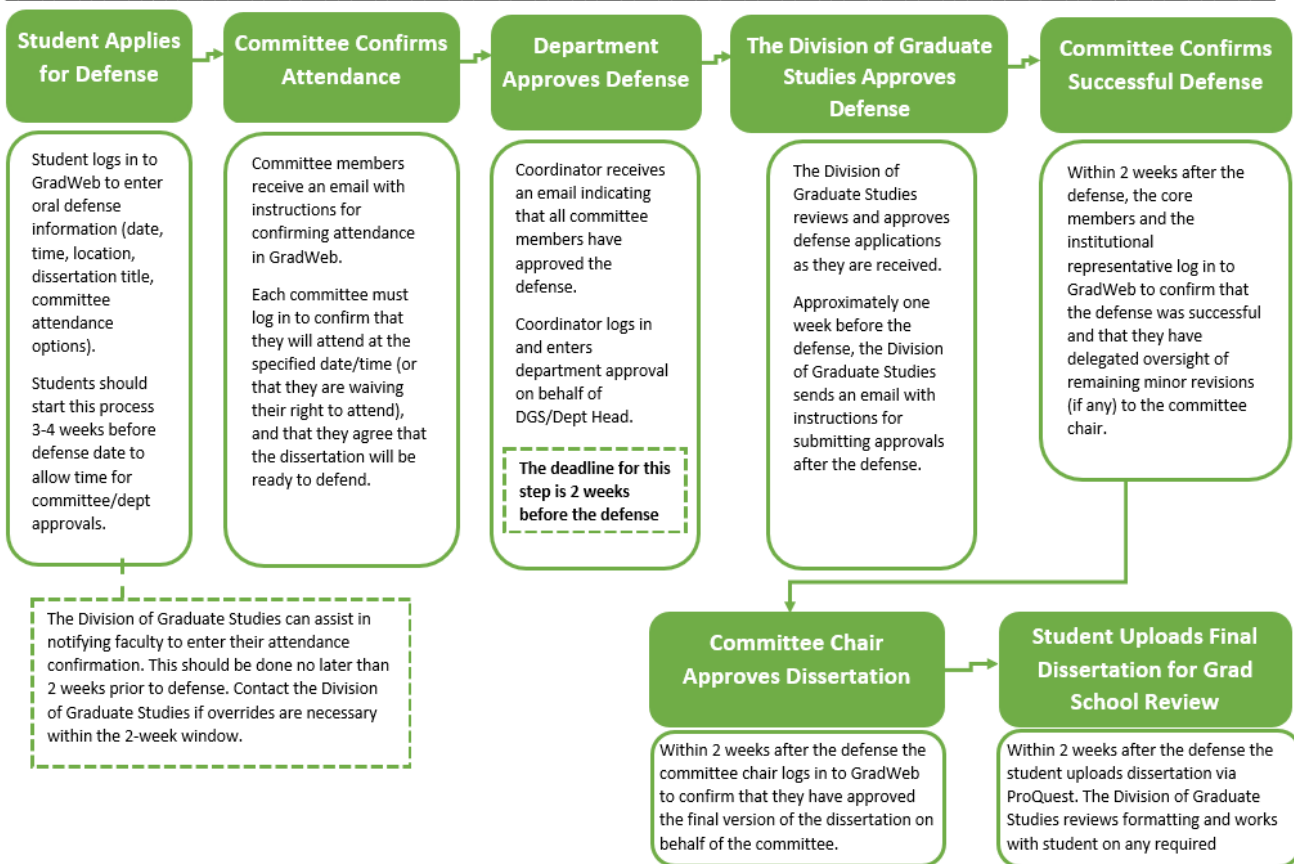 Student Applies
for Defense
Committee Confirms
Attendance
Department
Approves Defense
The Division of Graduate
Studies Approves
Defense
Committee Confirms
Successful Defense
Student logs in to
GradWeb to enter
oral defense
information (date,
time, location,
dissertation title,
committee
attendance
options).
Students should
start this process
3-4 weeks before
defense date to
allow time for
committee/dept
approvals.
Committee members
receive an email with
instructions for
confirming attendance
in GradWeb.
Each committee must
log in to confirm that
they will attend at the
specified date/time (or
that they are waiving
their right to attend),
and that they agree that
the dissertation will be
ready to defend.
Coordinator receives
an email indicating
that all committee
members have
approved the
defense.
Coordinator logs in
and enters
department approval
on behalf of
DGS/Dept Head.
The deadline for this
step is 2 weeks
before the defense
The Division of
Graduate Studies
reviews and approves
defense applications
as they are received.
Approximately one
week before the
defense, the Division
of Graduate Studies
sends an email with
instructions for
submitting approvals
after the defense.
Within 2 weeks after the
defense, the core
members and the
institutional
representative log in to
GradWeb to confirm that
the defense was successful
and that they have
delegated oversight of
remaining minor revisions
(if any) to the committee
chair.
The Division of Graduate Studies can assist in
notifying faculty to enter their attendance
confirmation. This should be done no later than
2 weeks prior to defense. Contact the Division
of Graduate Studies if overrides are necessary
within the 2-week window.
Committee Chair
Approves Dissertation
Within 2 weeks after the defense the
committee chair logs in to GradWeb
to confirm that they have approved
the final version of the dissertation on
behalf of the committee.
Student Uploads Final
Dissertation for Grad
School Review
Within 2 weeks after the defense the
student uploads dissertation via
ProQuest. The Division of Graduate
Studies reviews formatting and works
with student on any required